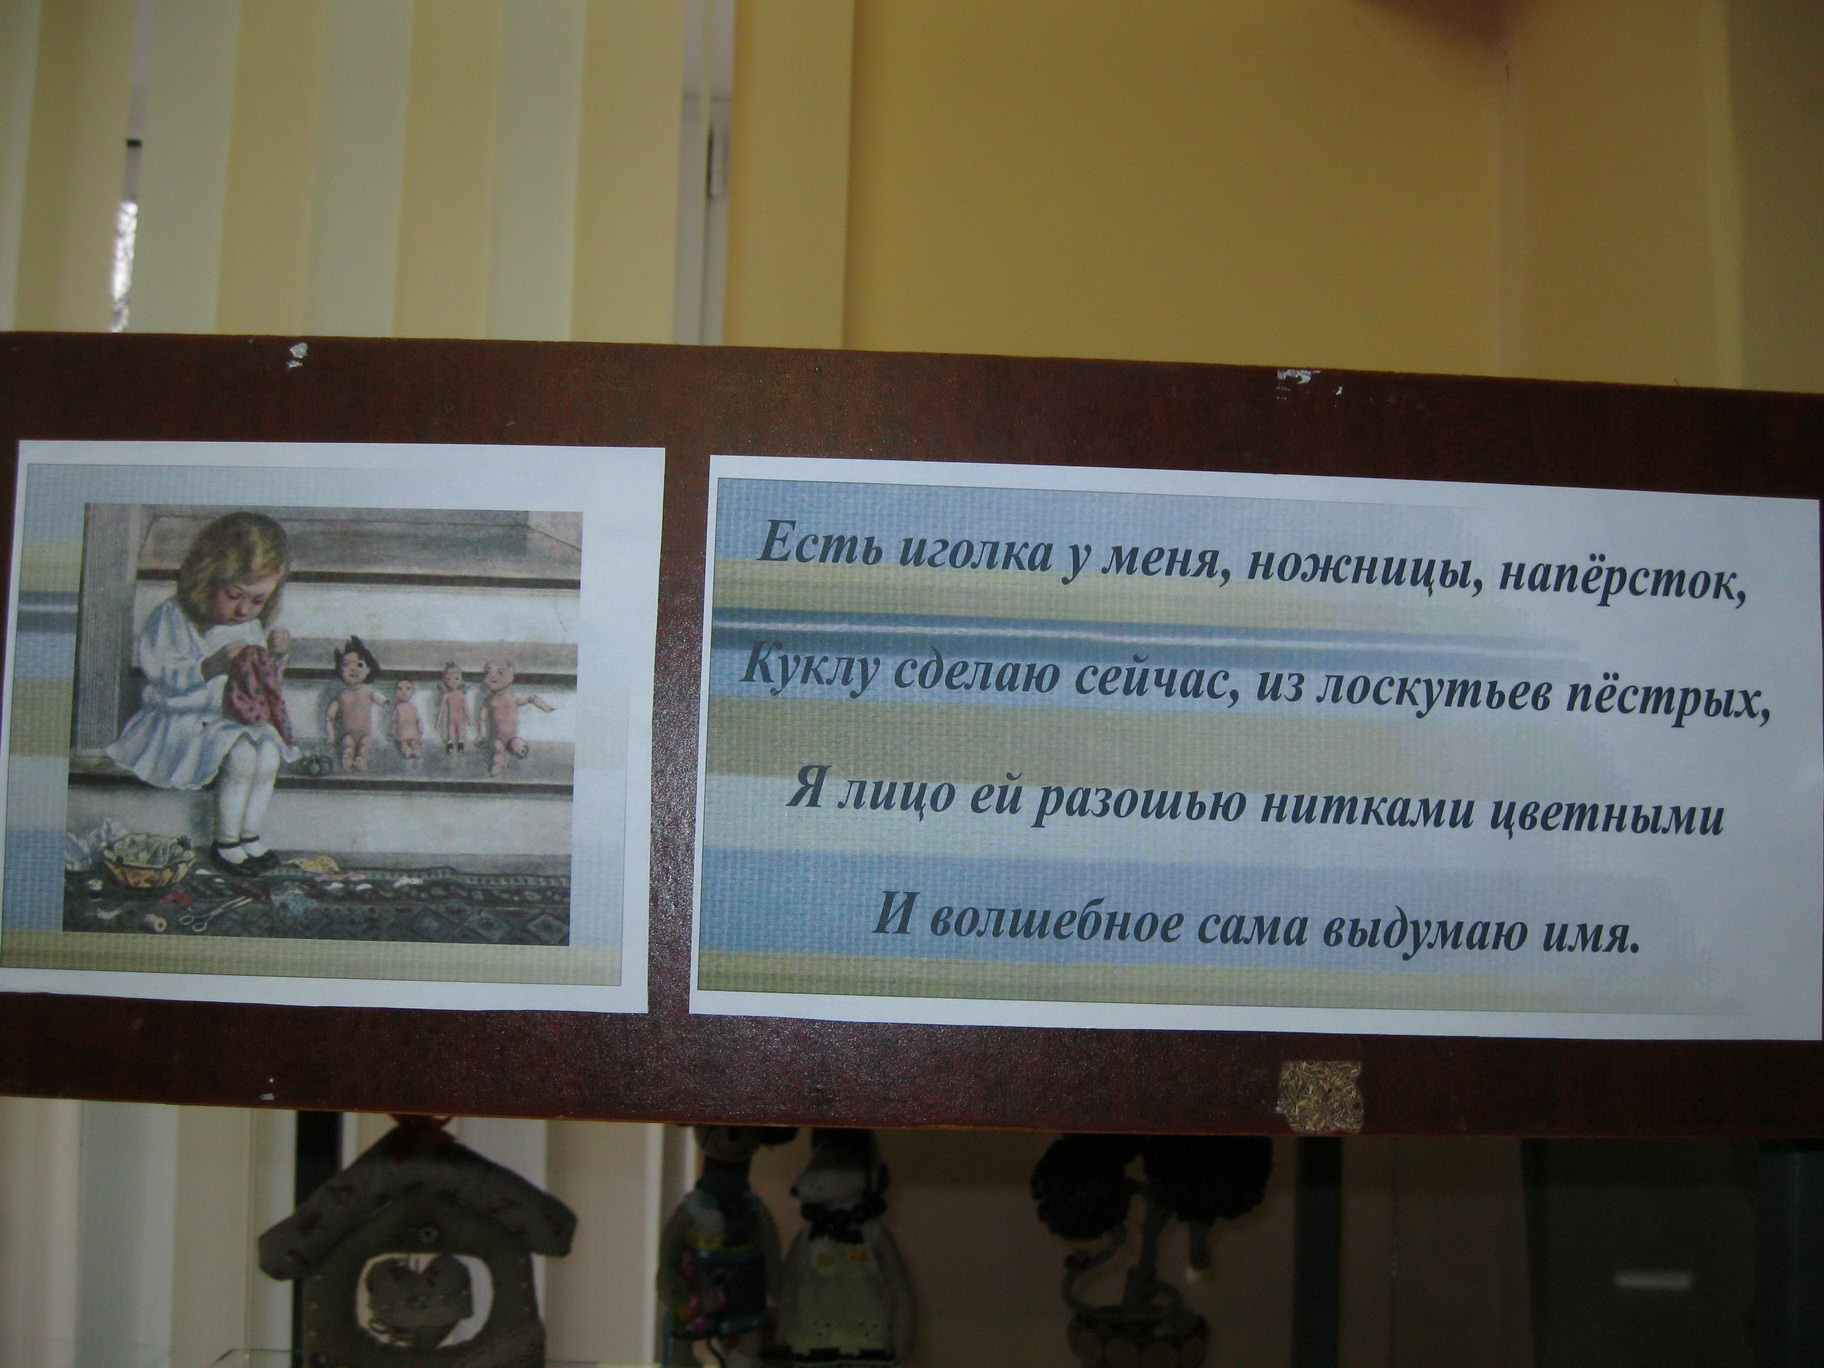 Есть иголка у меня, ножницы, напёрсток,
Куклу сделаю сейчас, из лоскутьев пёстрых,
Я лицо ей разошью нитками цветными
И волшебное сама выдумаю имя.